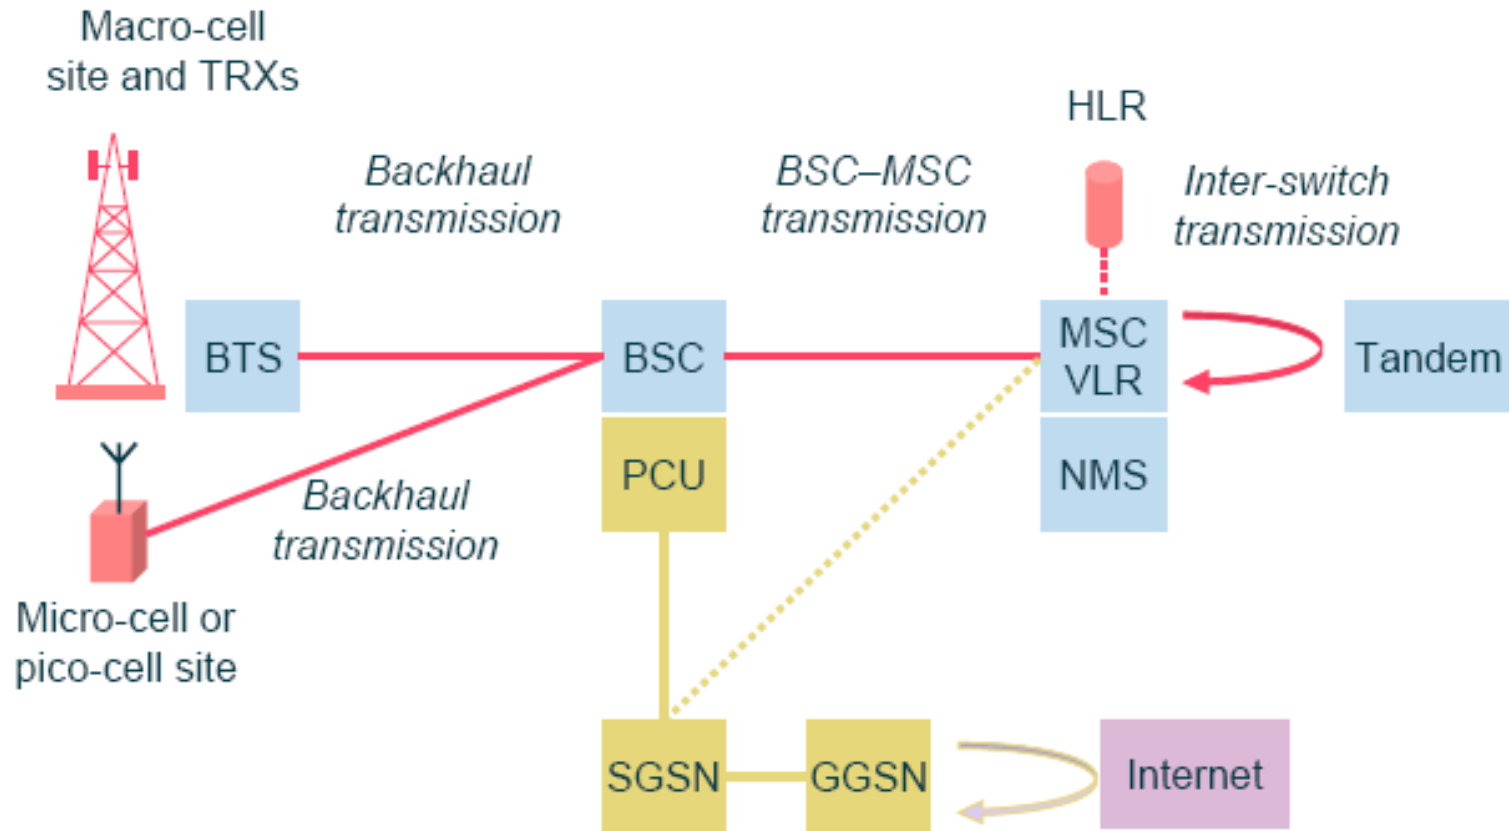 Macro-cell
site and TRXs
HLR
Backhaul
transmission
BSC–MSC
transmission
Inter-switch
transmission
BTS
BSC
MSC
VLR
Tandem
PCU
NMS
Backhaul
transmission
Micro-cell or
pico-cell site
SGSN
GGSN
Internet